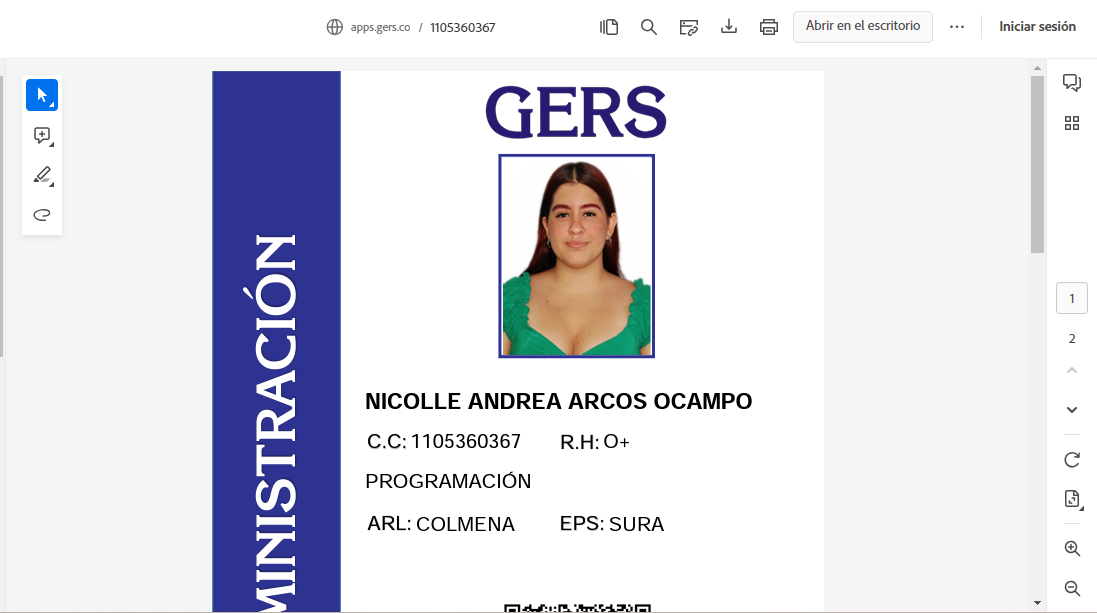 apps.gers.co / 1105360367
Abrir en el escritorio
Iniciar sesión
GERS
MINISTRACIÓN
NICOLLE ANDREA ARCOS OCAMPO
C.C: 1105360367 R.H: O+
PROGRAMACIÓN
ARL: COLMENA EPS: SURA
1
2